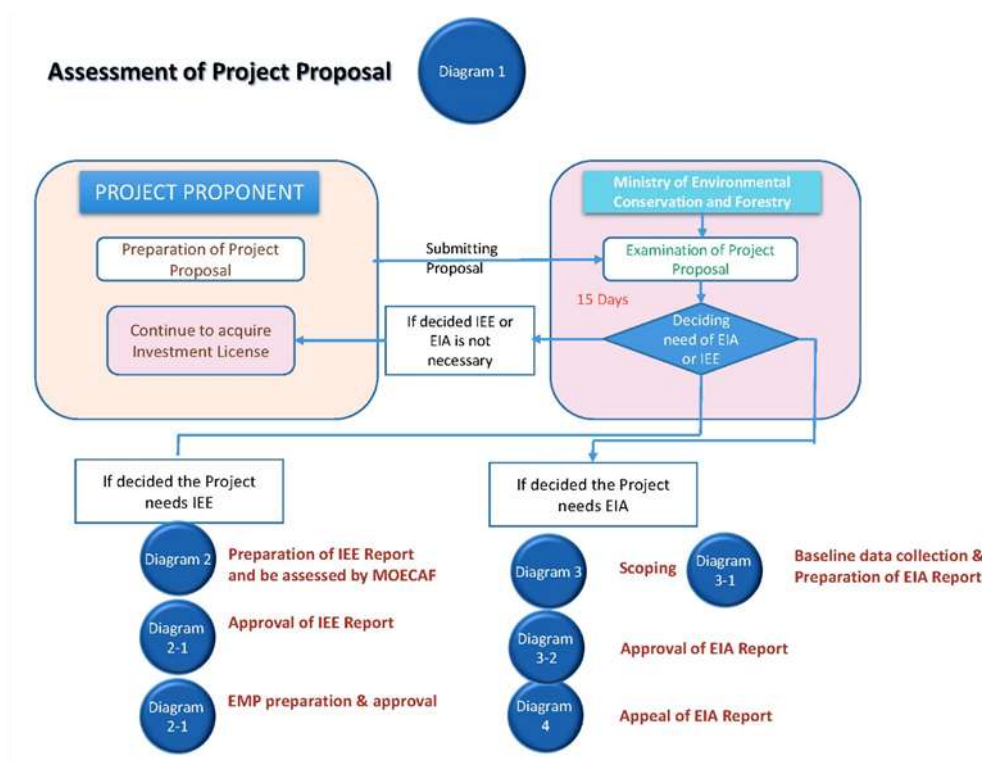 Assessment of Project Proposal
Diagram 1
PROJECT PROPONENT
Ministry of Environmental
Conservation and Forestry
Preparation of Project
Proposal
Submitting
Proposal
Examination of Project
Proposal
15 Days
Continue to acquire
Investment License
If decided IEE or
EIA is not
necessary
Deciding
need of EIA
or IEE
If decided the Project
needs IEE
If decided the Project
needs EIA
Diagram 2
Preparation of IEE Report
and be assessed by MOECAF
Diagram
2-1
Approval of IEE Report
Diagram
2-1
EMP preparation & approval
Diagram 3
Scoping
Diagram
3-1
Baseline data collection &
Preparation of EIA Report
Diagram
3-2
Approval of EIA Report
Diagram
4
Appeal of EIA Report